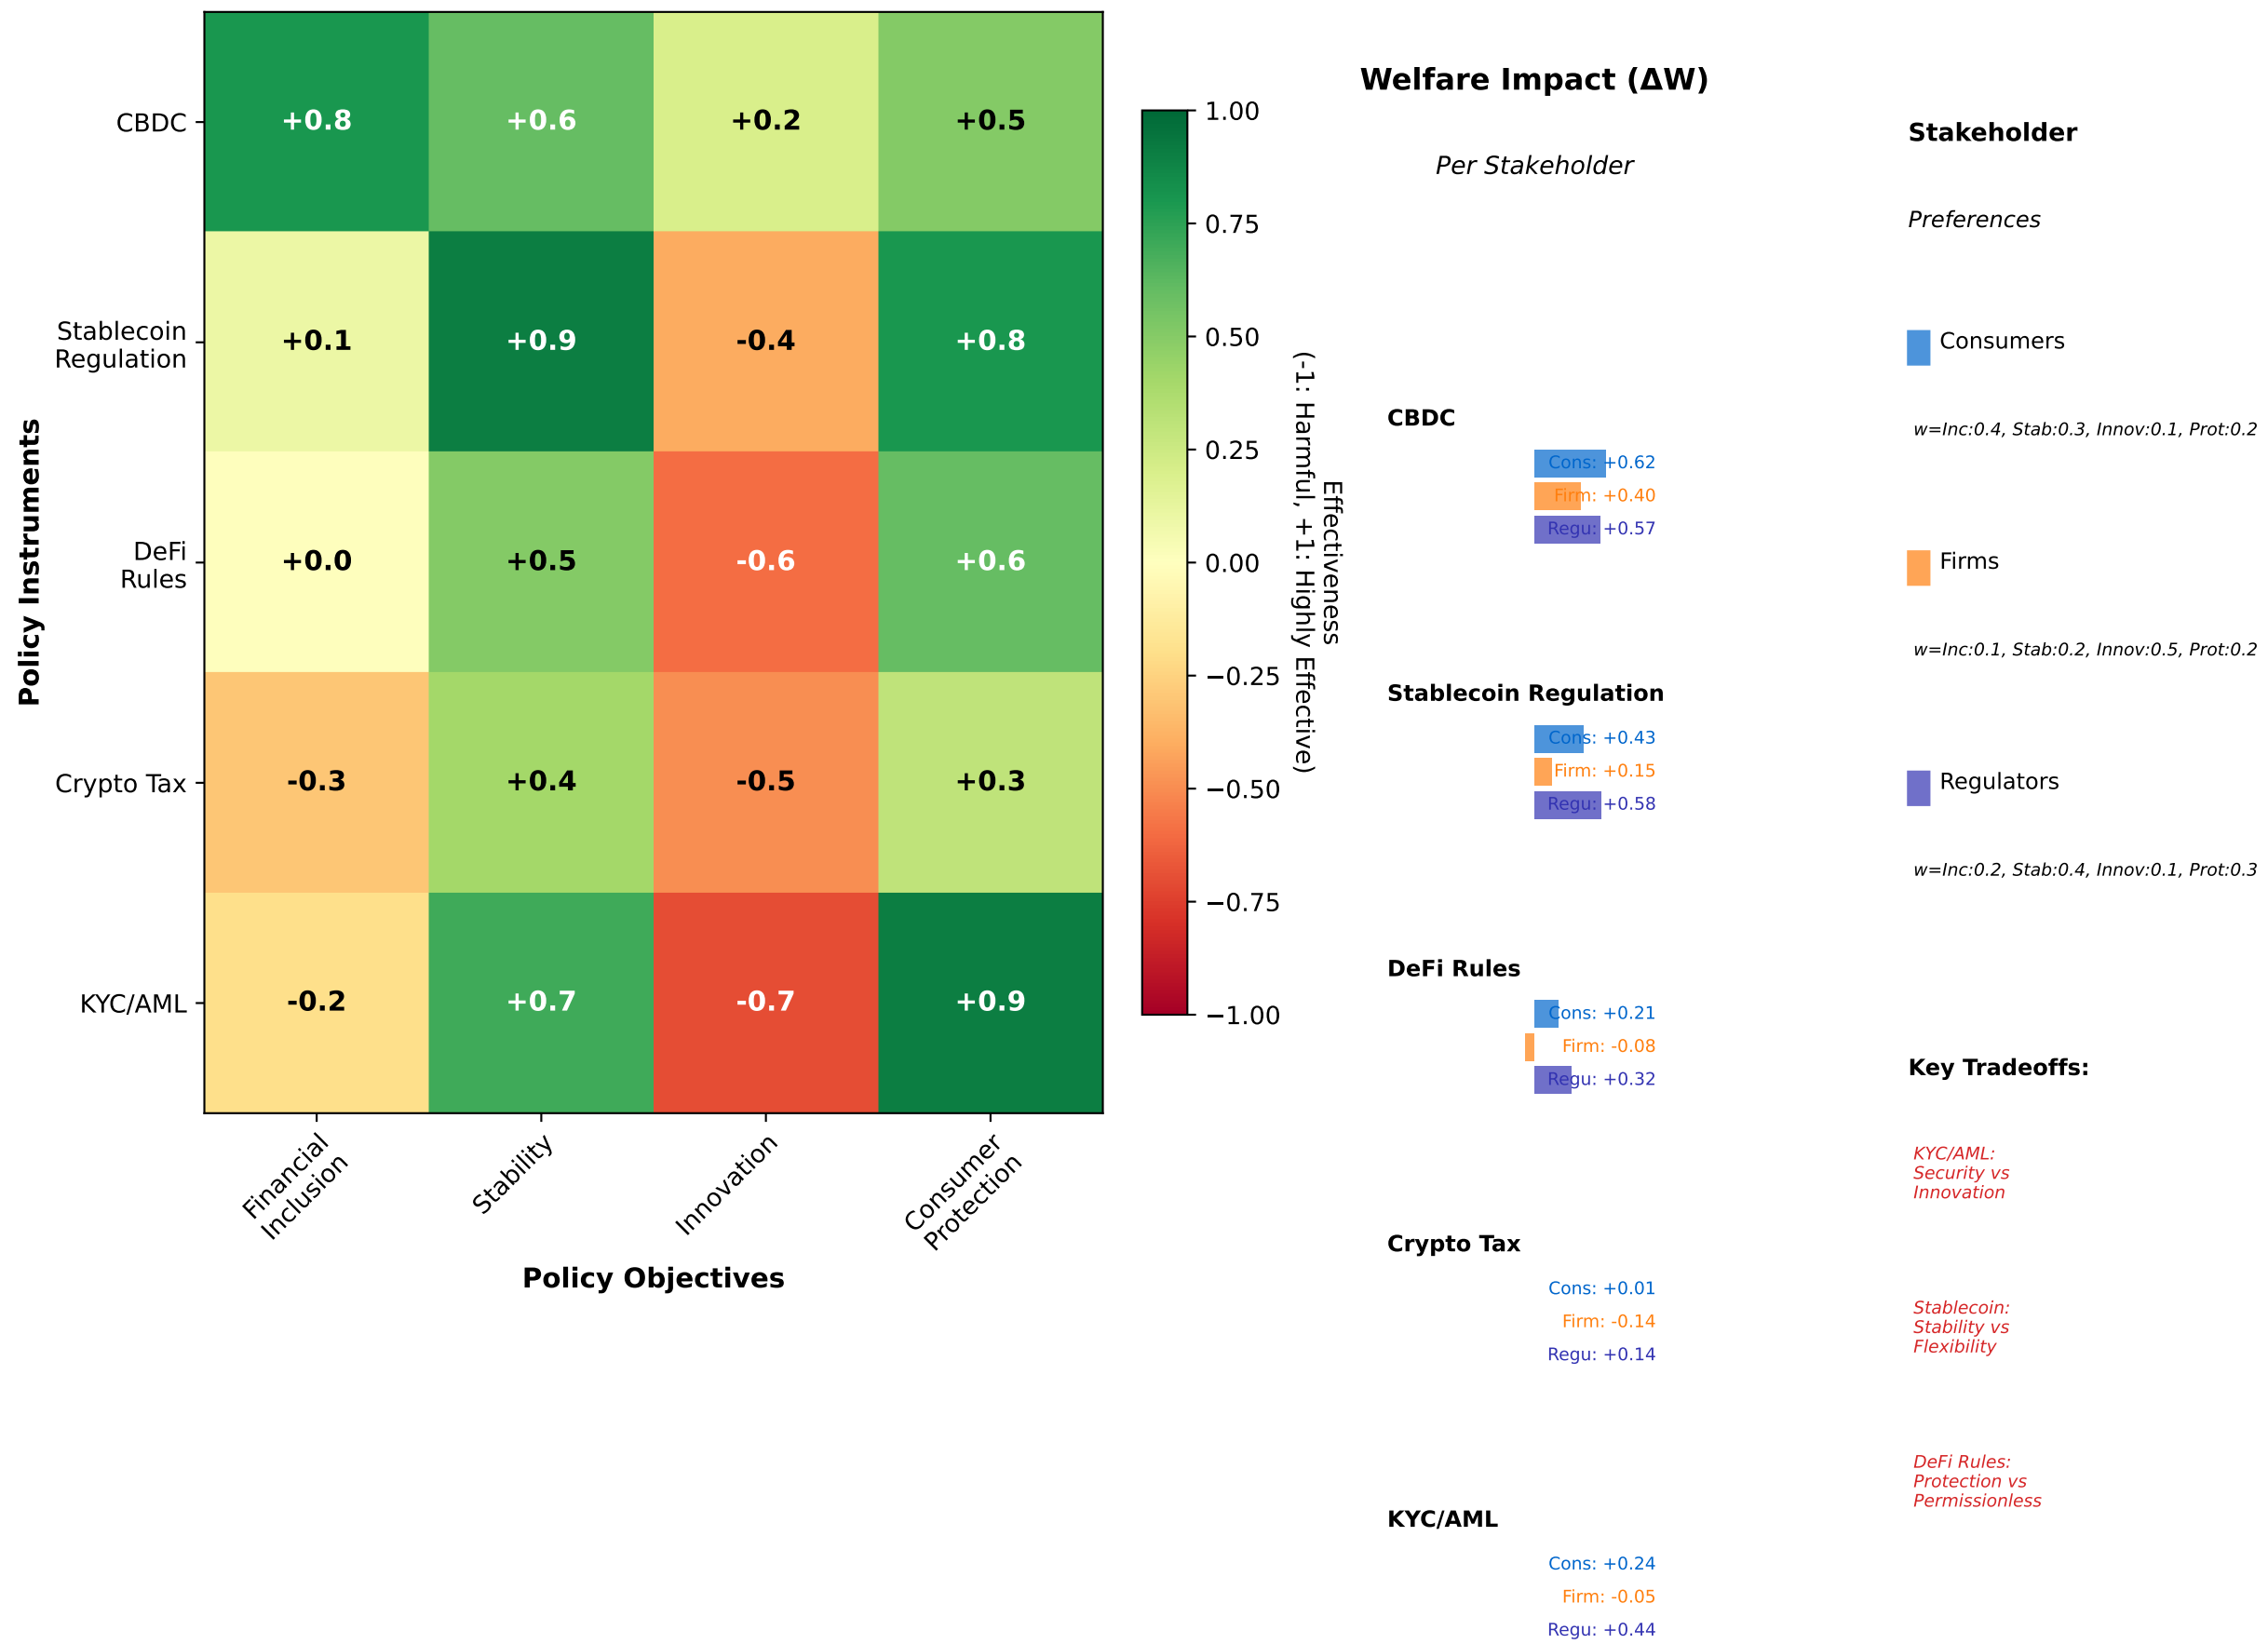 Policy Instruments
CBDC
+0.8
+0.6
+0.2
+0.5
Stablecoin
Regulation
+0.1
+0.9
-0.4
+0.8
DeFi
Rules
+0.0
+0.5
-0.6
+0.6
Crypto Tax
-0.3
+0.4
-0.5
+0.3
KYC/AML
-0.2
+0.7
-0.7
+0.9
Financial
Inclusion
Stability
Innovation
Consumer
Protection
Policy Objectives
1.00
0.75
0.50
0.25
0.00
−0.25
−0.50
−0.75
−1.00
Effectiveness
(-1: Harmful, +1: Highly Effective)
Welfare Impact (ΔW)
Per Stakeholder
CBDC
Cons: +0.62
Firm: +0.40
Regu: +0.57
Stablecoin Regulation
Cons: +0.43
Firm: +0.15
Regu: +0.58
DeFi Rules
Cons: +0.21
Firm: -0.08
Regu: +0.32
Crypto Tax
Cons: +0.01
Firm: -0.14
Regu: +0.14
KYC/AML
Cons: +0.24
Firm: -0.05
Regu: +0.44
Stakeholder
Preferences
Consumers
w=Inc:0.4, Stab:0.3, Innov:0.1, Prot:0.2
Firms
w=Inc:0.1, Stab:0.2, Innov:0.5, Prot:0.2
Regulators
w=Inc:0.2, Stab:0.4, Innov:0.1, Prot:0.3
Key Tradeoffs:
KYC/AML:
Security vs
Innovation
Stablecoin:
Stability vs
Flexibility
DeFi Rules:
Protection vs
Permissionless